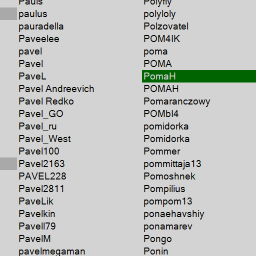 Pauls
paulus
pauradella
Paveelee
pavel
Pavel
PaveL
Pavel Andreevich
Pavel Redko
Pavel_GO
Pavel_ru
Pavel_west
Pavel100
Pavel2163
PAVEL228
Pavel2811
PaveLik
Pavelkin
Pavell79
PavelM
pavelmegaman
Polyfly
polyloly
Polzovatel
POM4IK
poma
POMA
PomaH
POMAH
Pomaranczowy
POMbI4
pomidorka
Pomidorka
Pommer
pommittaja13
Pomoshnek
Pompilius
pompom13
ponaehavshiy
ponamarev
Pongo
Ponin